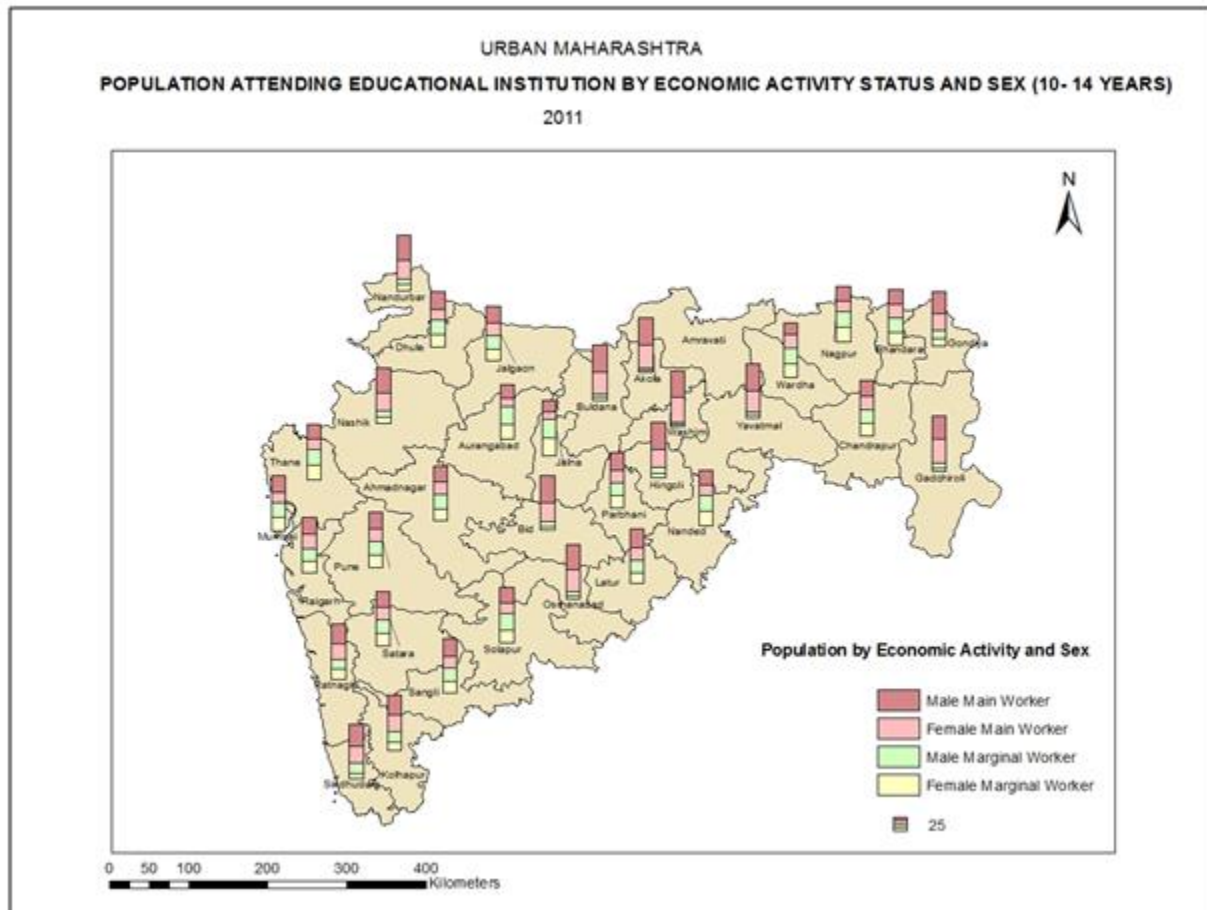 URBAN MAHARASHTRA
POPULATION ATTENDING EDUCATIONAL INSTITUTION BY ECONOMIC ACTIVITY STATUS AND SEX (10- 14 YEARS)
2011
N
Nandurbar
Dhule
Jalgaon
Buldana
Akola
Amravati
Wardha
Nagpur
Bhandara
Gondiya
Nashik
Aurangabad
Jalna
Washim
Yavatmal
Chandrapur
Gadchiroli
Thane
Ahmadnagar
Bid
Parbhani
Hingoli
Nanded
Mumbai
Pune
Raigarh
Latur
Osmanabad
Satara
Solapur
Sangli
Kolhapur
Population by Economic Activity and Sex
Male Main Worker
Female Main Worker
Male Marginal Worker
Female Marginal Worker
25
0 50 100 200 300 400
Kilometers